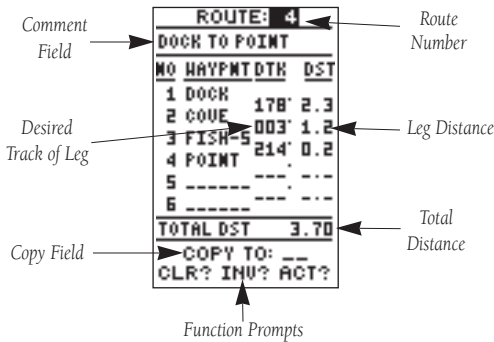 Comment
Field
ROUTE: 4
Route
Number
DOCK TO POINT
NO WAYPNT DTK DST
1 DOCK
178° 2.3
2 COVE
Desired
Track of Leg
003° 1.2
Leg Distance
3 FISH-S
214° 0.2
4 POINT
5 ______ ---° --.-
6 ______ ---° --.-
TOTAL DST 3.70
Total
Distance
Copy Field
COPY TO: __
CLR? INV? ACT?
Function Prompts